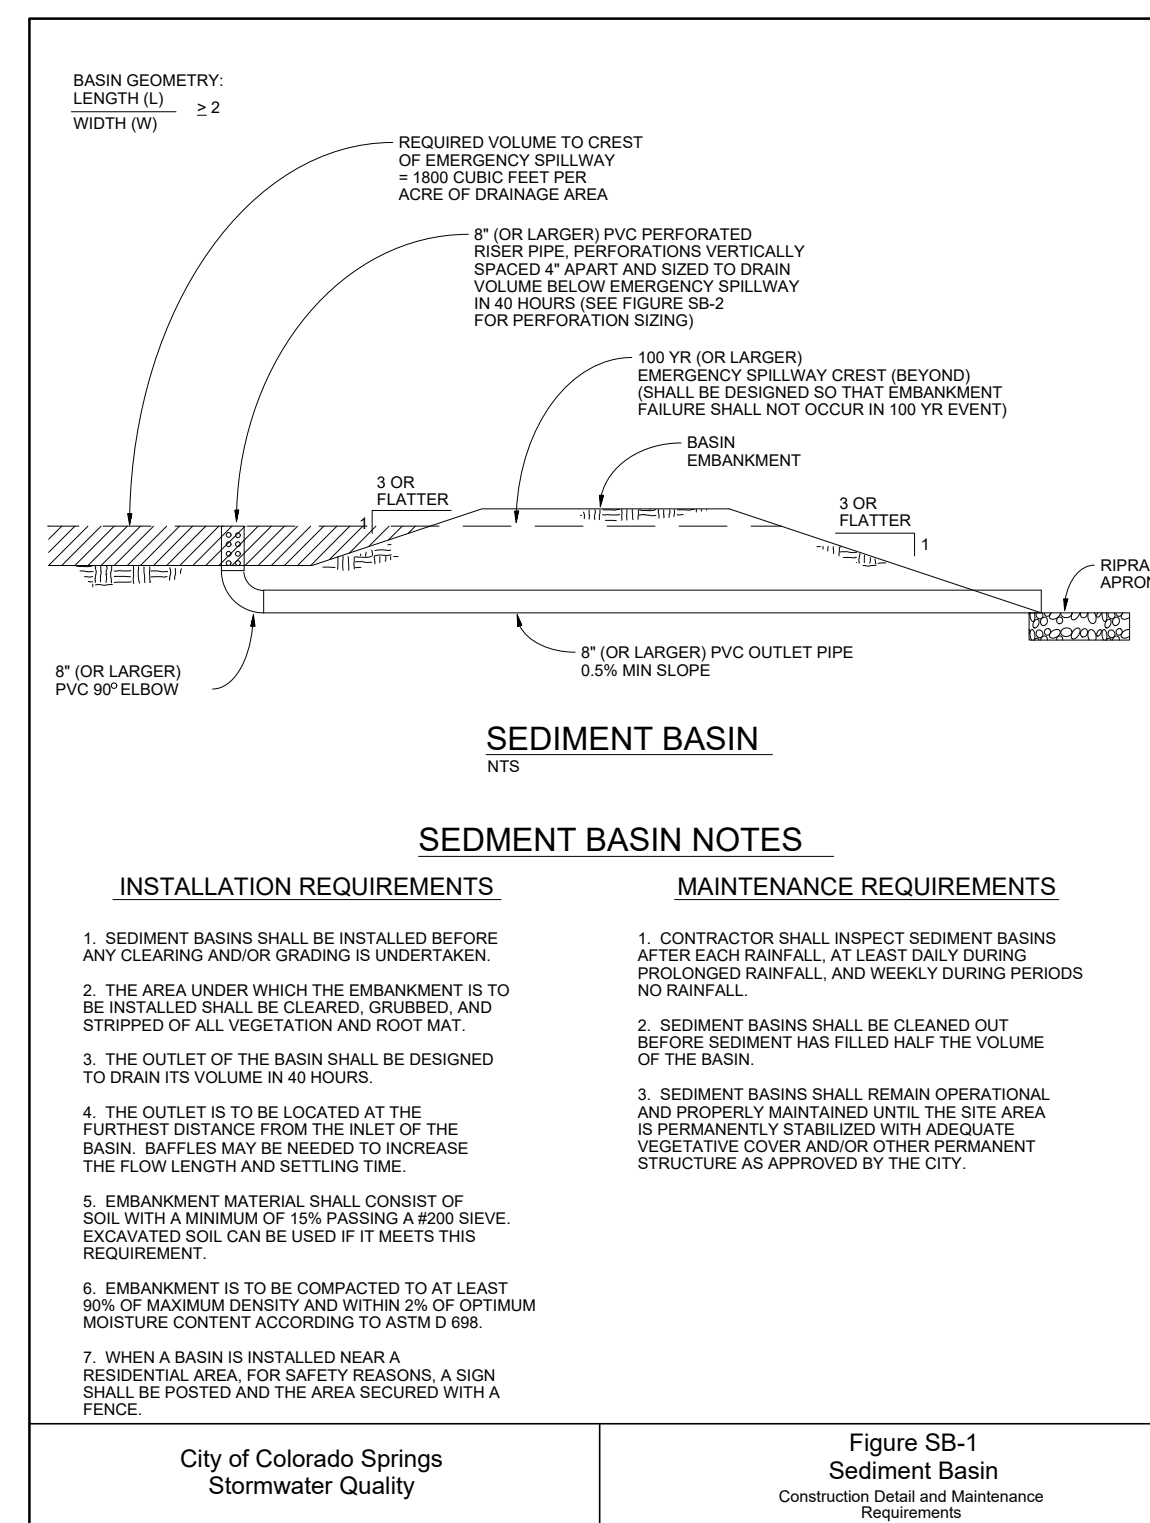 BASIN GEOMETRY:
LENGTH (L)
WIDTH (W)
≥ 2
REQUIRED VOLUME TO CREST
OF EMERGENCY SPILLWAY
= 1800 CUBIC FEET PER
ACRE OF DRAINAGE AREA
8" (OR LARGER) PVC PERFORATED
RISER PIPE, PERFORATIONS VERTICALLY
SPACED 4" APART AND SIZED TO DRAIN
VOLUME BELOW EMERGENCY SPILLWAY
IN 40 HOURS (SEE FIGURE SB-2
FOR PERFORATION SIZING)
100 YR (OR LARGER)
EMERGENCY SPILLWAY CREST (BEYOND)
(SHALL BE DESIGNED SO THAT EMBANKMENT
FAILURE SHALL NOT OCCUR IN 100 YR EVENT)
BASIN
EMBANKMENT
3 OR
FLATTER
1
3 OR
FLATTER
1
RIPRA
APRON
8" (OR LARGER) PVC OUTLET PIPE
0.5% MIN SLOPE
8" (OR LARGER)
PVC 90° ELBOW
SEDIMENT BASIN
NTS
SEDMENT BASIN NOTES
INSTALLATION REQUIREMENTS
1. SEDIMENT BASINS SHALL BE INSTALLED BEFORE
ANY CLEARING AND/OR GRADING IS UNDERTAKEN.
2. THE AREA UNDER WHICH THE EMBANKMENT IS TO
BE INSTALLED SHALL BE CLEARED, GRUBBED, AND
STRIPPED OF ALL VEGETATION AND ROOT MAT.
3. THE OUTLET OF THE BASIN SHALL BE DESIGNED
TO DRAIN ITS VOLUME IN 40 HOURS.
4. THE OUTLET IS TO BE LOCATED AT THE
FURTHEST DISTANCE FROM THE INLET OF THE
BASIN. BAFFLES MAY BE NEEDED TO INCREASE
THE FLOW LENGTH AND SETTLING TIME.
5. EMBANKMENT MATERIAL SHALL CONSIST OF
SOIL WITH A MINIMUM OF 15% PASSING A #200 SIEVE.
EXCAVATED SOIL CAN BE USED IF IT MEETS THIS
REQUIREMENT.
6. EMBANKMENT IS TO BE COMPACTED TO AT LEAST
90% OF MAXIMUM DENSITY AND WITHIN 2% OF OPTIMUM
MOISTURE CONTENT ACCORDING TO ASTM D 698.
7. WHEN A BASIN IS INSTALLED NEAR A
RESIDENTIAL AREA, FOR SAFETY REASONS, A SIGN
SHALL BE POSTED AND THE AREA SECURED WITH A
FENCE.
MAINTENANCE REQUIREMENTS
1. CONTRACTOR SHALL INSPECT SEDIMENT BASINS
AFTER EACH RAINFALL, AT LEAST DAILY DURING
PROLONGED RAINFALL, AND WEEKLY DURING PERIODS
NO RAINFALL.
2. SEDIMENT BASINS SHALL BE CLEANED OUT
BEFORE SEDIMENT HAS FILLED HALF THE VOLUME
OF THE BASIN.
3. SEDIMENT BASINS SHALL REMAIN OPERATIONAL
AND PROPERLY MAINTAINED UNTIL THE SITE AREA
IS PERMANENTLY STABILIZED WITH ADEQUATE
VEGETATIVE COVER AND/OR OTHER PERMANENT
STRUCTURE AS APPROVED BY THE CITY.
City of Colorado Springs
Stormwater Quality
Figure SB-1
Sediment Basin
Construction Detail and Maintenance
Requirements